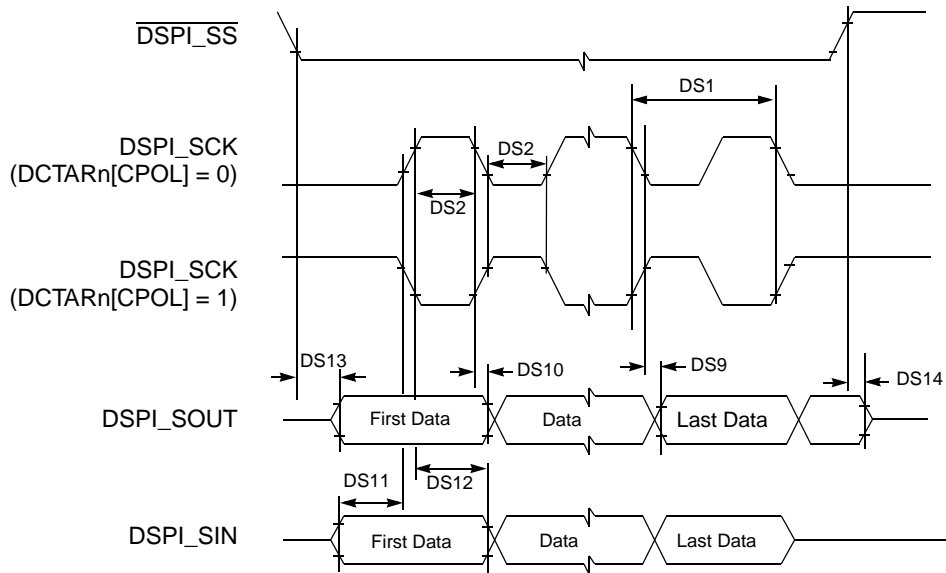 DSPI_SS
DS1
DSPI_SCK
(DCTARn[CPOL] = 0)
DS2
DS2
DSPI_SCK
(DCTARn[CPOL] = 1)
DS13
DS10
DS9
DS14
DSPI_SOUT
First Data
Data
Last Data
DS11
DS12
DSPI_SIN
First Data
Data
Last Data